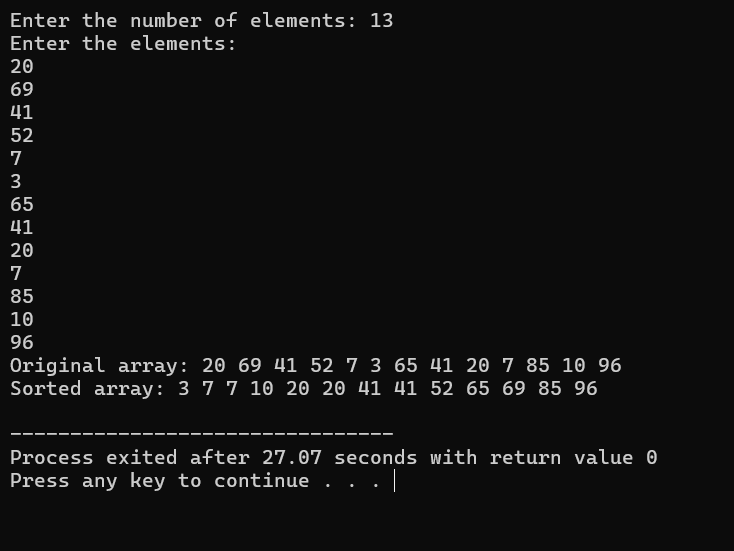 Enter the number of elements: 13
Enter the elements:
20
69
41
52
7
3
65
41
20
7
85
10
96
Original array: 20 69 41 52 7 3 65 41 20 7 85 10 96
Sorted array: 3 7 7 10 20 20 41 41 52 65 69 85 96
--------------------------------
Process exited after 27.07 seconds with return value 0
Press any key to continue . . .